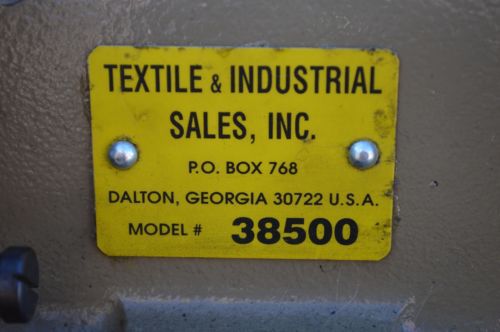 TEXTILE & INDUSTRIAL
SALES, INC.
P.O. BOX 768
DALTON, GEORGIA 30722 U.S.A.
MODEL # 38500